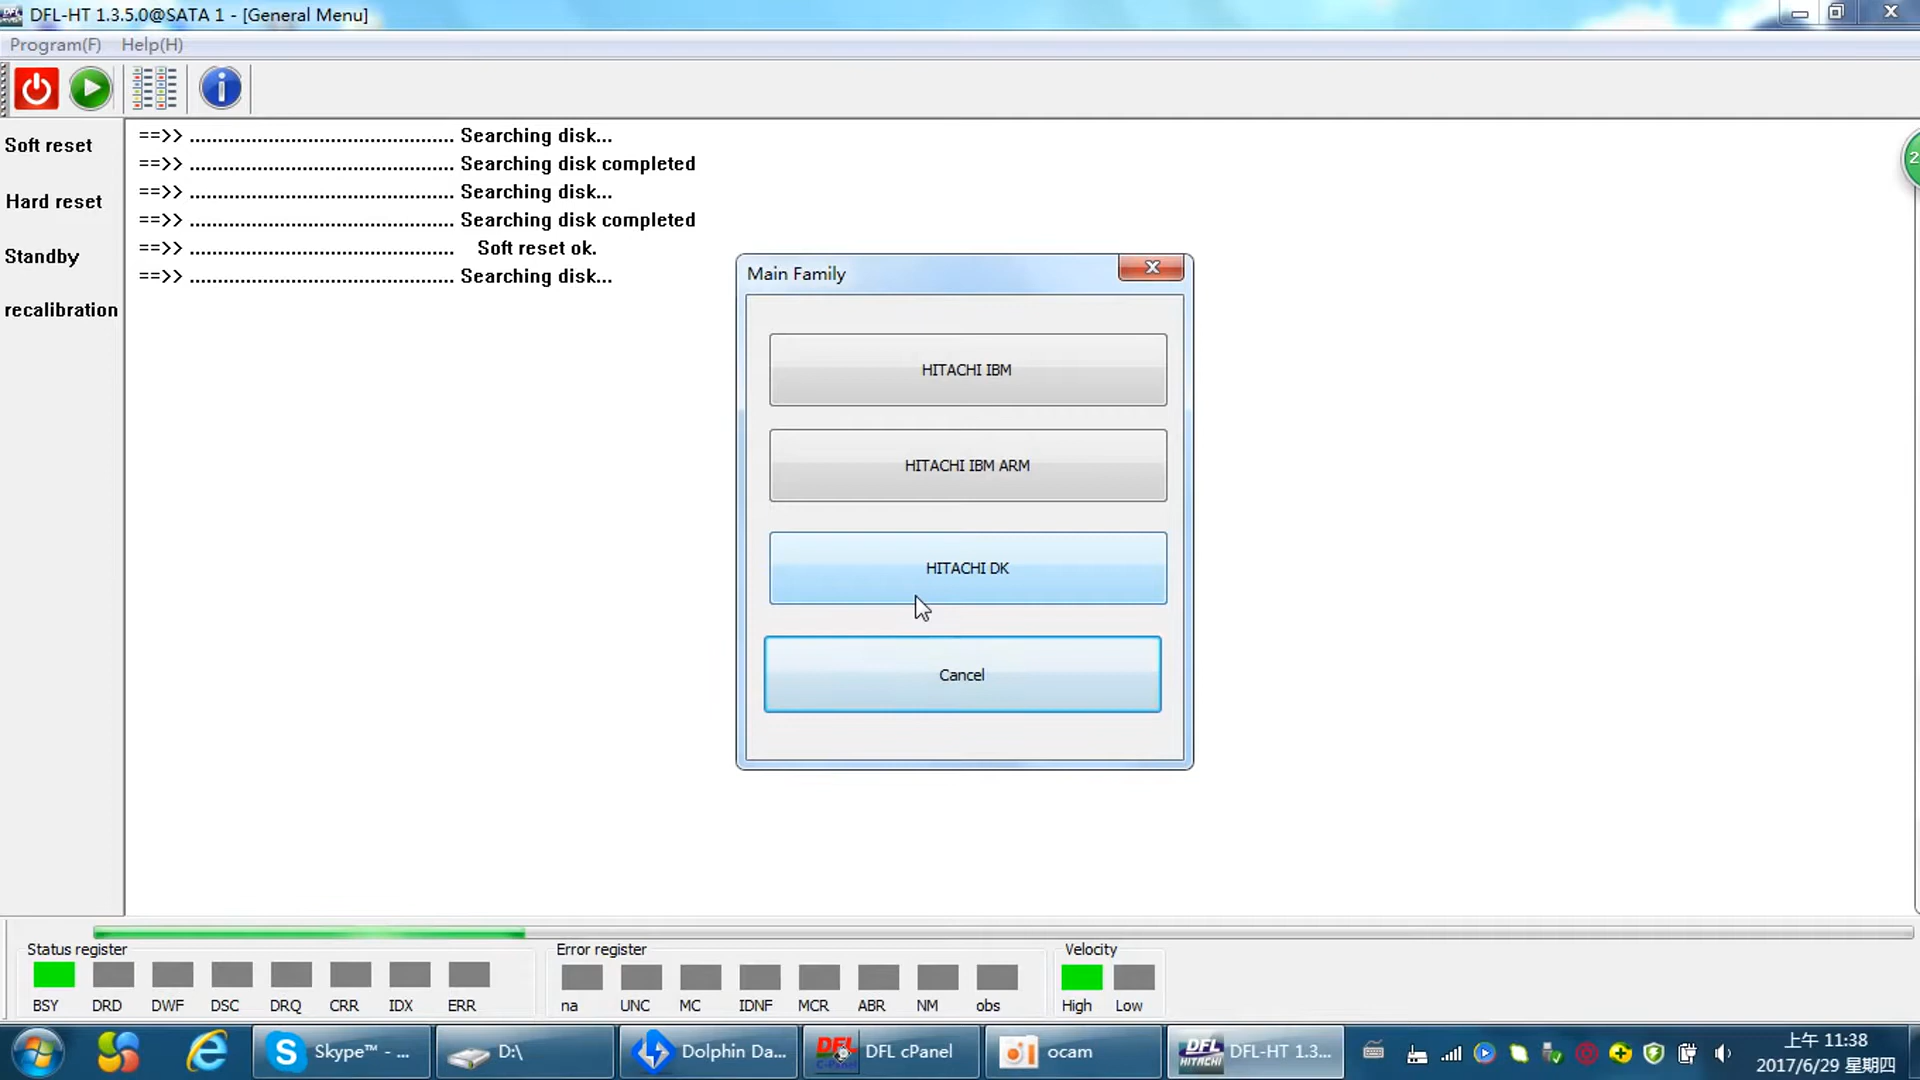 DFL-HT 1.3.5.0@SATA 1 - [General Menu]
Program(F) Help(H)
Soft reset
Hard reset
Standby
recalibration
==>> ............................................... Searching disk...
==>> ............................................... Searching disk completed
==>> ............................................... Searching disk...
==>> ............................................... Searching disk completed
==>> ............................................... Soft reset ok.
==>> ............................................... Searching disk...
2
Main Family
HITACHI IBM
HITACHI IBM ARM
HITACHI DK
Cancel
Status register
BSY DRD DWF DSC DRQ CRR IDX ERR
Error register
na UNC MC IDNF MCR ABR NM obs
Velocity
High Low
Skype™ - ...
D:\
Dolphin Da...
DFL cPanel
ocam
DFL-HT 1.3...
上午 11:38
2017/6/29 星期四